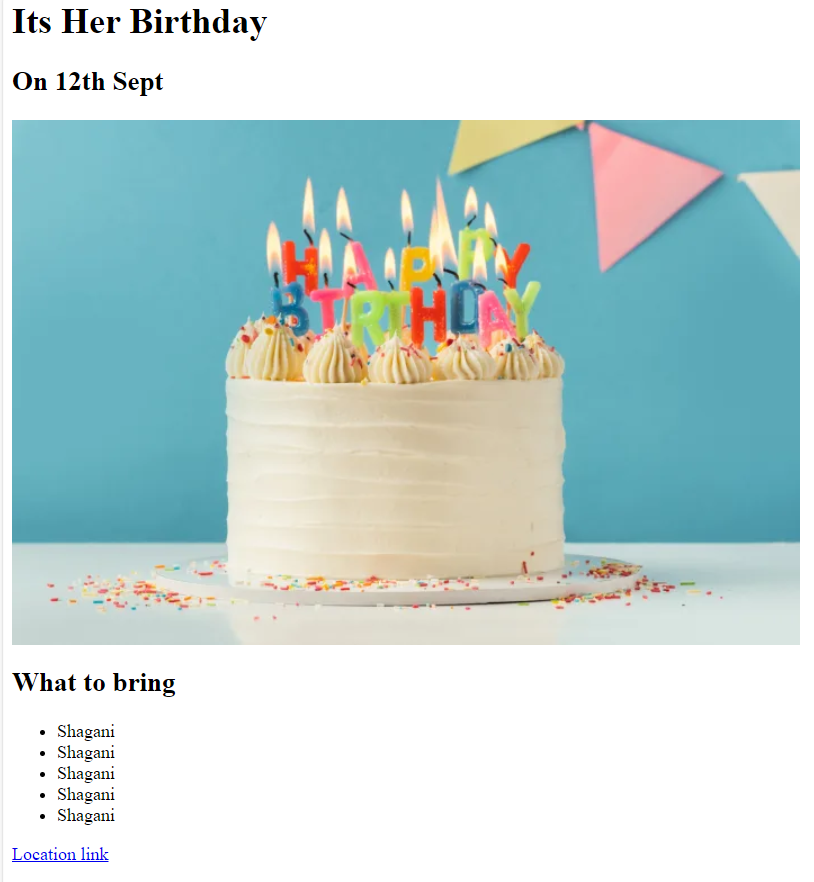 Its Her Birthday
On 12th Sept
HAPPY
BIRTHDAY
What to bring
Shagani
Shagani
Shagani
Shagani
Shagani
Location link